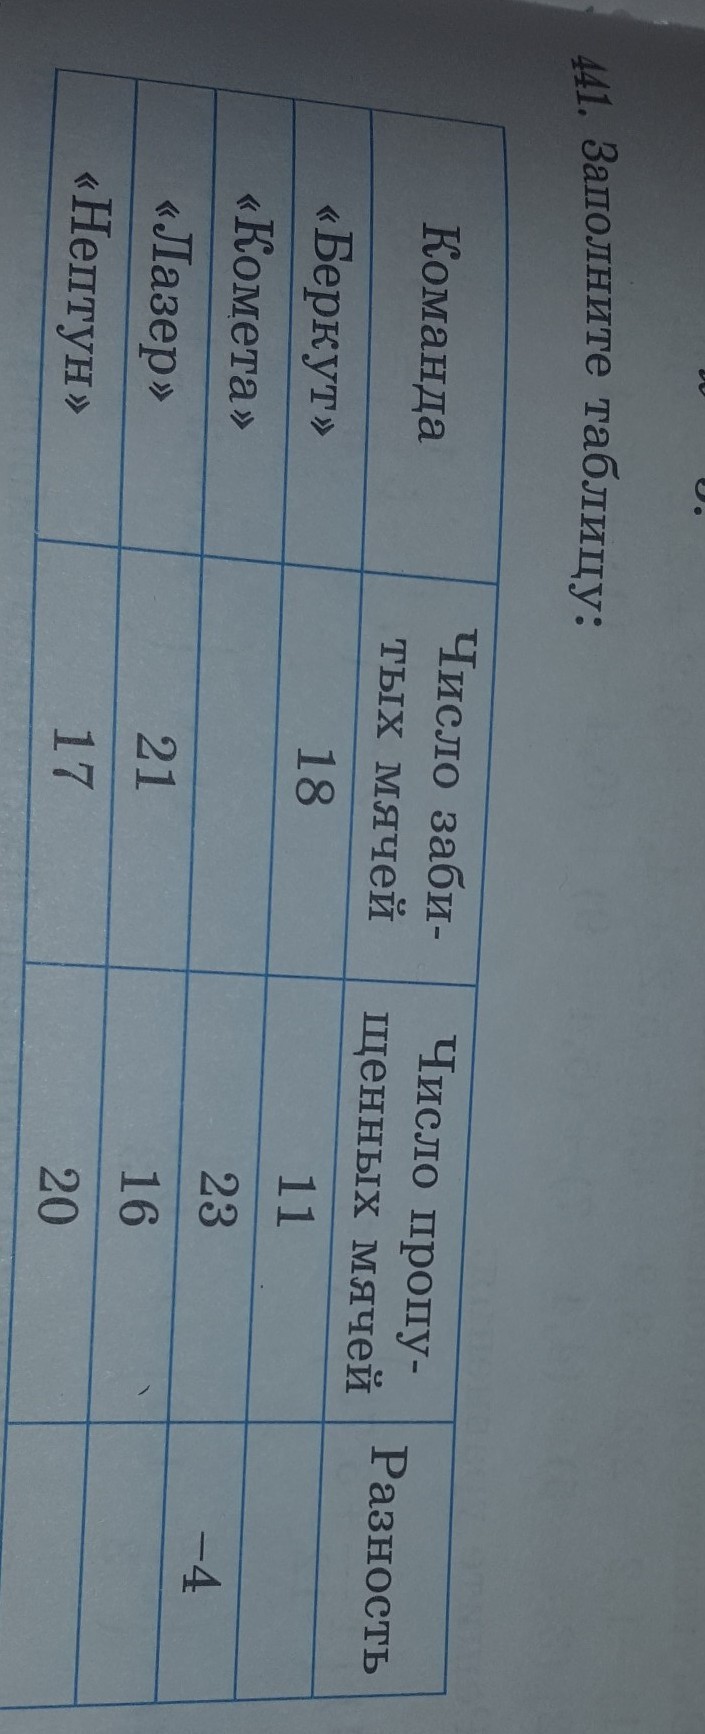 441. Заполните таблицу:
Команда
Число заби-
тых мячей
Число пропу-
щенных мячей
Разность
«Беркут» 18 11
«Комета» 23 –4
«Лазер» 21 16
«Нептун» 17 20